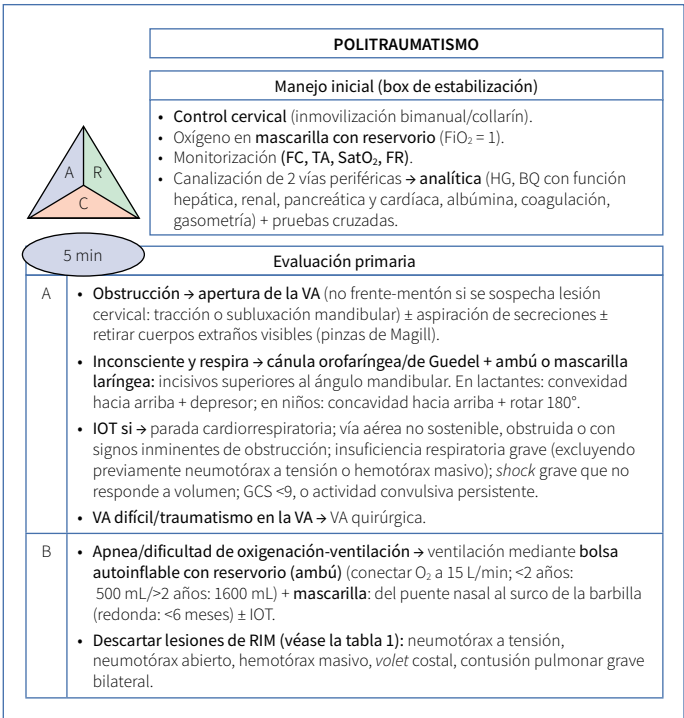 POLITRAUMATISMO
Manejo inicial (box de estabilización)
• Control cervical (inmovilización bimanual/collarín).
• Oxígeno en mascarilla con reservorio (FiO₂ = 1).
• Monitorización (FC, TA, SatO₂, FR).
• Canalización de 2 vías periféricas → analítica (HG, BQ con función
hepática, renal, pancreática y cardíaca, albúmina, coagulación,
gasometría) + pruebas cruzadas.
A R
C
5 min
Evaluación primaria
A
• Obstrucción → apertura de la VA (no frente-mentón si se sospecha lesión
cervical: tracción o subluxación mandibular) ± aspiración de secreciones ±
retirar cuerpos extraños visibles (pinzas de Magill).
• Inconsciente y respira → cánula orofaríngea/de Guedel + ambú o mascarilla
laríngea: incisivos superiores al ángulo mandibular. En lactantes: convexidad
hacia arriba + depresor; en niños: concavidad hacia arriba + rotar 180°.
• IOT si → parada cardiorrespiratoria; vía aérea no sostenible, obstruida o con
signos inminentes de obstrucción; insuficiencia respiratoria grave (excluyendo
previamente neumotórax a tensión o hemotórax masivo); shock grave que no
responde a volumen; GCS <9, o actividad convulsiva persistente.
• VA difícil/traumatismo en la VA → VA quirúrgica.
B
• Apnea/dificultad de oxigenación-ventilación → ventilación mediante bolsa
autoinflable con reservorio (ambú) (conectar O₂ a 15 L/min; <2 años:
500 mL/>2 años: 1600 mL) + mascarilla: del puente nasal al surco de la barbilla
(redonda: <6 meses) ± IOT.
• Descartar lesiones de RIM (véase la tabla 1): neumotórax a tensión,
neumotórax abierto, hemotórax masivo, volet costal, contusión pulmonar grave
bilateral.